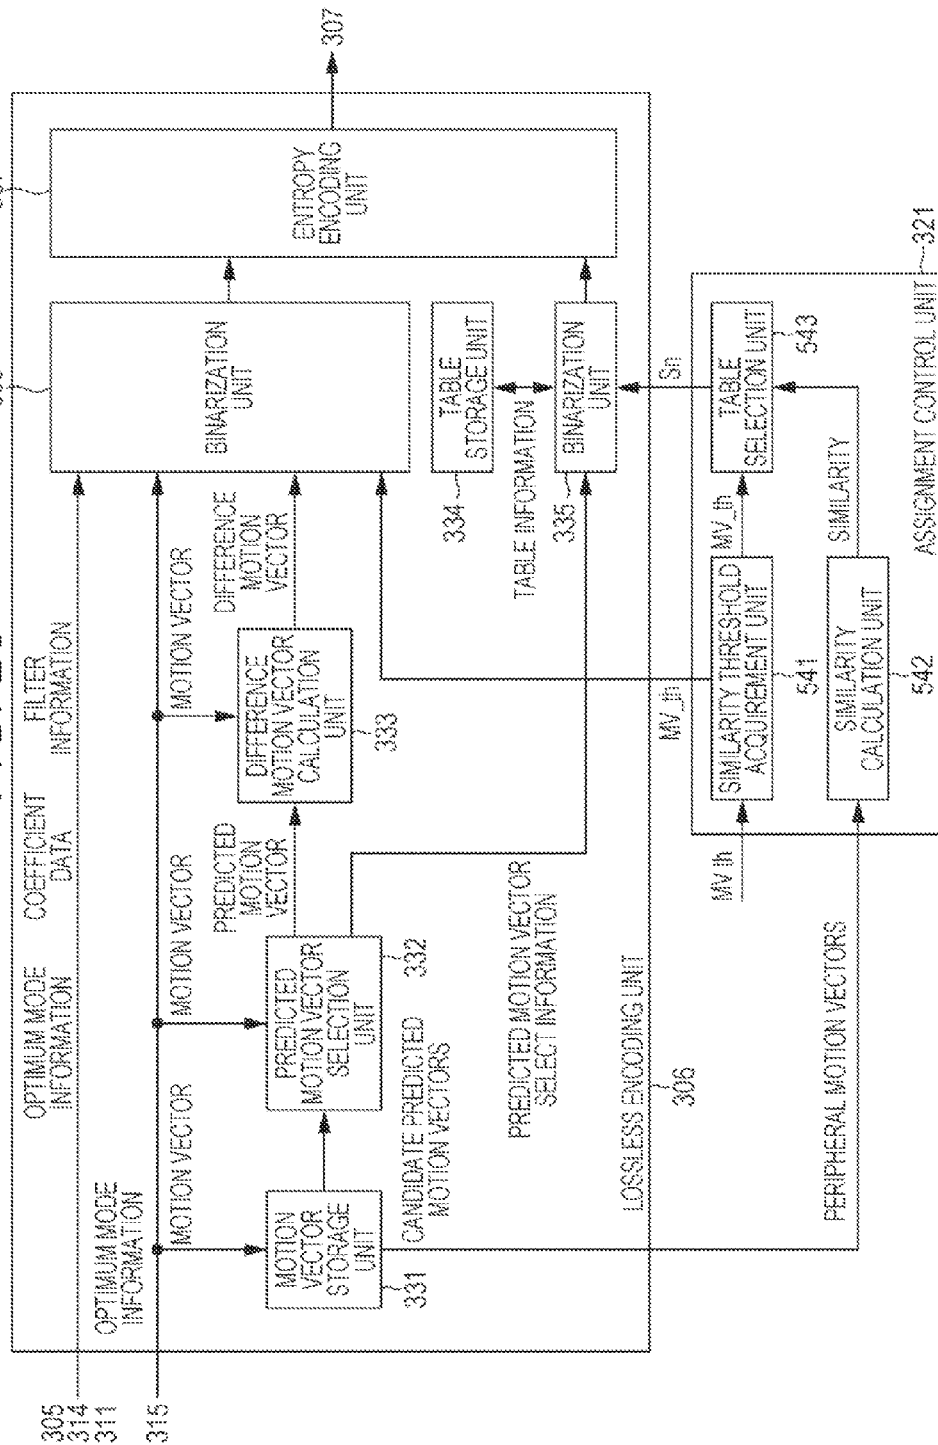 305
314
311
315
OPTIMUM MODE
INFORMATION
COEFFICIENT
DATA
FILTER
INFORMATION
OPTIMUM MODE
INFORMATION
MOTION VECTOR
MOTION VECTOR
MOTION VECTOR
MOTION
VECTOR
STORAGE
UNIT
331
CANDIDATE PREDICTED
MOTION VECTORS
PREDICTED
MOTION VECTOR
SELECTION
UNIT
332
PREDICTED
MOTION
VECTOR
DIFFERENCE
MOTION VECTOR
CALCULATION
UNIT
333
DIFFERENCE
MOTION
VECTOR
BINARIZATION
UNIT
ENTROPY
ENCODING
UNIT
307
TABLE
STORAGE UNIT
334
TABLE INFORMATION
BINARIZATION
UNIT
335
PREDICTED MOTION VECTOR
SELECT INFORMATION
LOSSLESS ENCODING UNIT
306
MV_th
Sn
MV th
SIMILARITY THRESHOLD
ACQUIREMENT UNIT
541
MV_th
TABLE
SELECTION UNIT
543
PERIPHERAL MOTION VECTORS
SIMILARITY
CALCULATION UNIT
542
SIMILARITY
ASSIGNMENT CONTROL UNIT
321